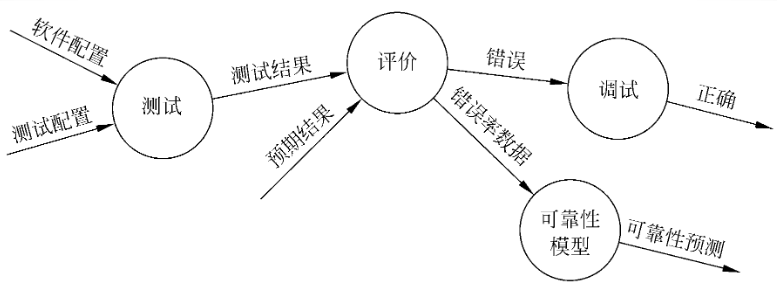 软件配置
测试配置
测试
测试结果
预期结果
评价
错误
错误率数据
调试
正确
可靠性
模型
可靠性预测